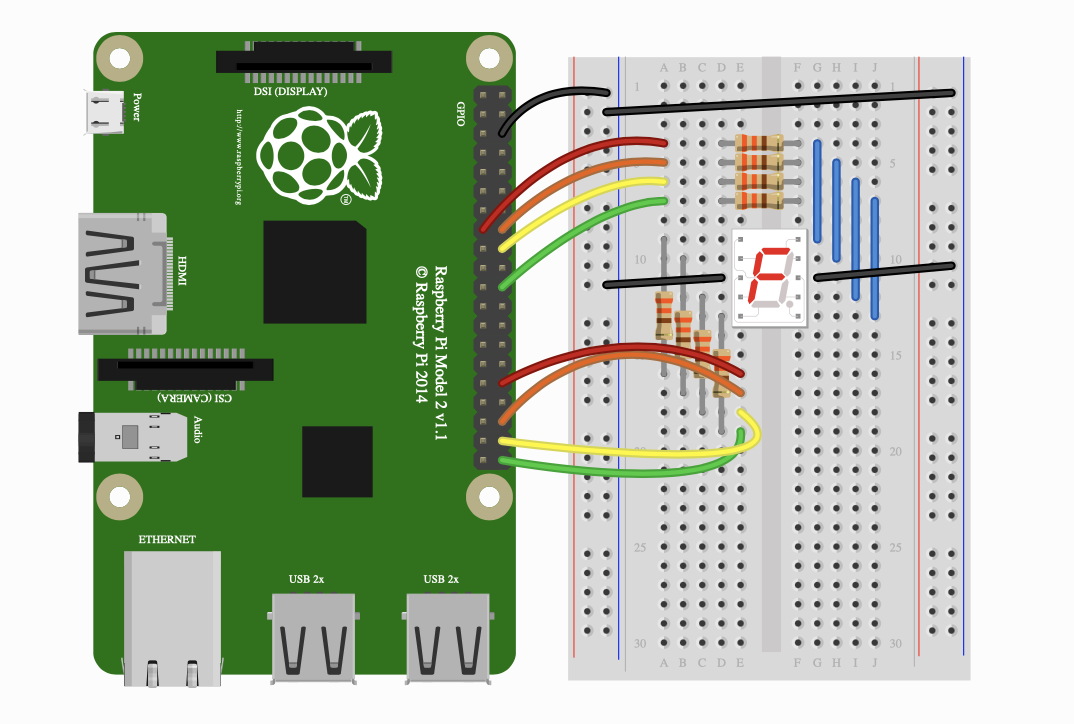 DSI (DISPLAY)
Power
http://www.raspberrypi.org
TM
GPIO
HDMI
Raspberry Pi Model 2 v1.1
© Raspberry Pi 2014
CSI (CAMERA)
Audio
ETHERNET
USB 2x
USB 2x
A B C D E F G H I J
1 1
5 5
10 10
15 15
20 20
25 25
30 30
A B C D E F G H I J